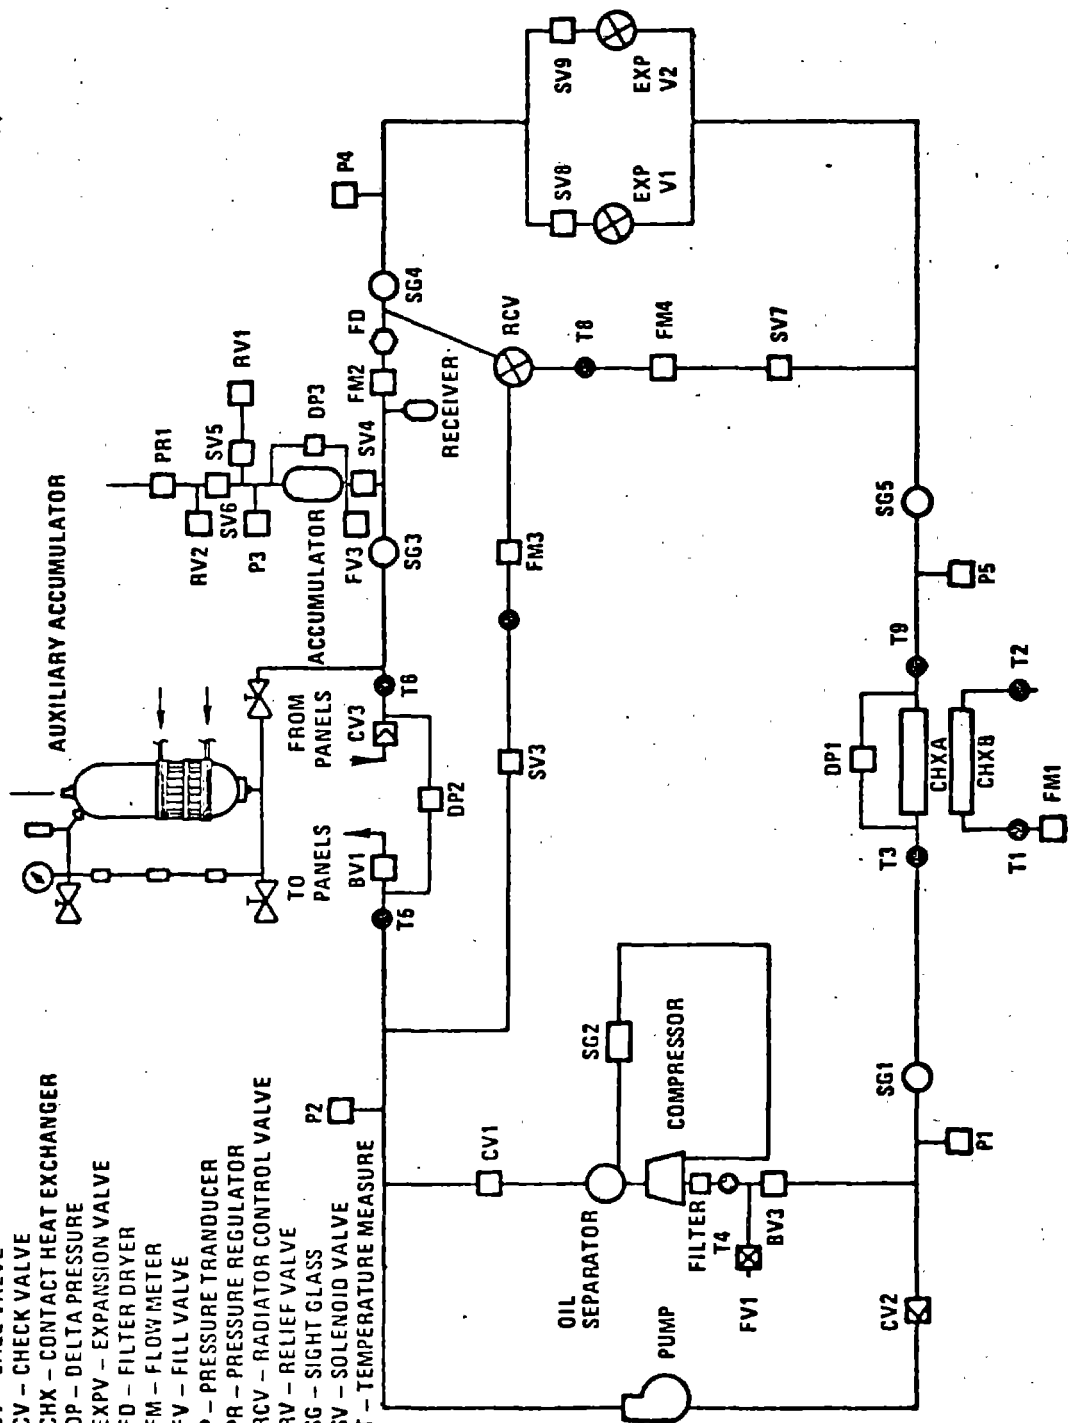 CV – CHECK VALVE
CHX – CONTACT HEAT EXCHANGER
DP – DELTA PRESSURE
EXPV – EXPANSION VALVE
FD – FILTER DRYER
FM – FLOW METER
FV – FILL VALVE
P – PRESSURE TRANDUCER
PR – PRESSURE REGULATOR
RCV – RADIATOR CONTROL VALVE
RV – RELIEF VALVE
SG – SIGHT GLASS
SV – SOLENOID VALVE
T – TEMPERATURE MEASURE
AUXILIARY ACCUMULATOR
PR1
RV2
SV6
SV5
RV1
P3
DP3
ACCUMULATOR
FV3
SV4
SG3
FM2
FD
RECEIVER
SG4
P4
TO
PANELS
FROM
PANELS
BV1
CV3
T5
T6
DP2
P2
SV3
FM3
RCV
T8
FM4
SV7
SV8
SV9
EXP
V1
EXP
V2
CV1
SG2
OIL
SEPARATOR
COMPRESSOR
FILTER
T4
FV1
BV3
PUMP
CV2
P1
SG1
T3
DP1
CHXA
CHXB
T9
T1
FM1
T2
P5
SG5